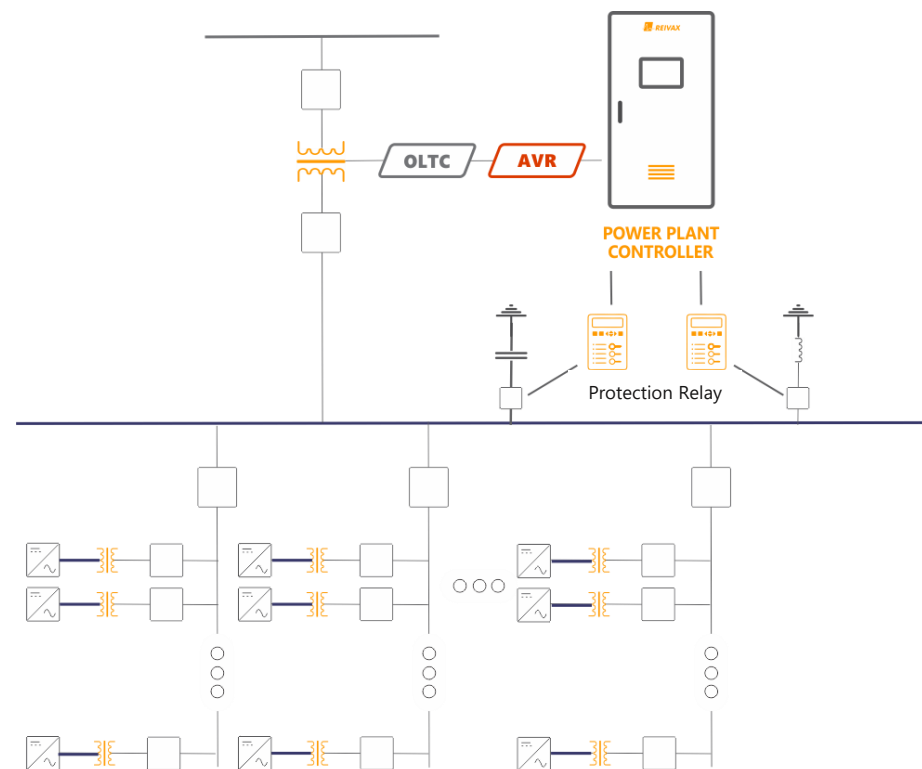 REIVAX
OLTC
AVR
POWER PLANT
CONTROLLER
Protection Relay